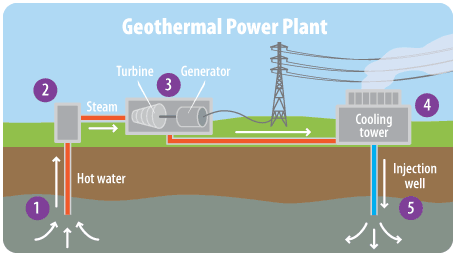 Geothermal Power Plant
Turbine
3
Generator
2
Steam
4
Cooling
tower
Hot water
Injection
well
1
5